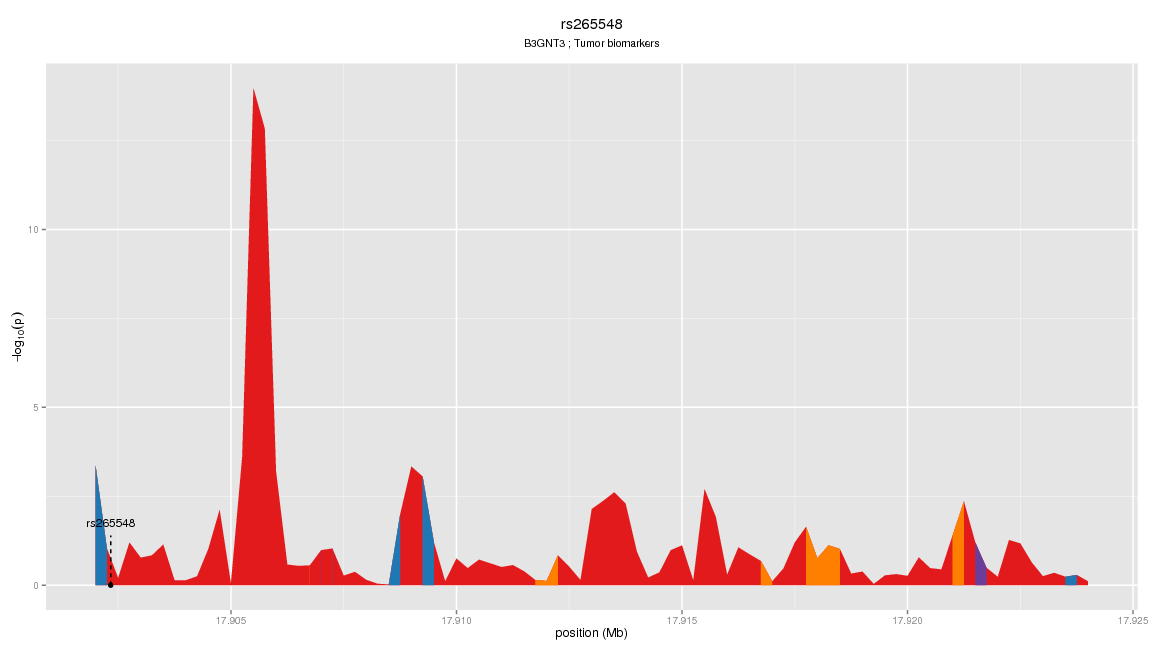 rs265548
B3GNT3 ; Tumor biomarkers
−log10(p)
10
5
0
rs265548
17.905 17.910 17.915 17.920 17.925
position (Mb)